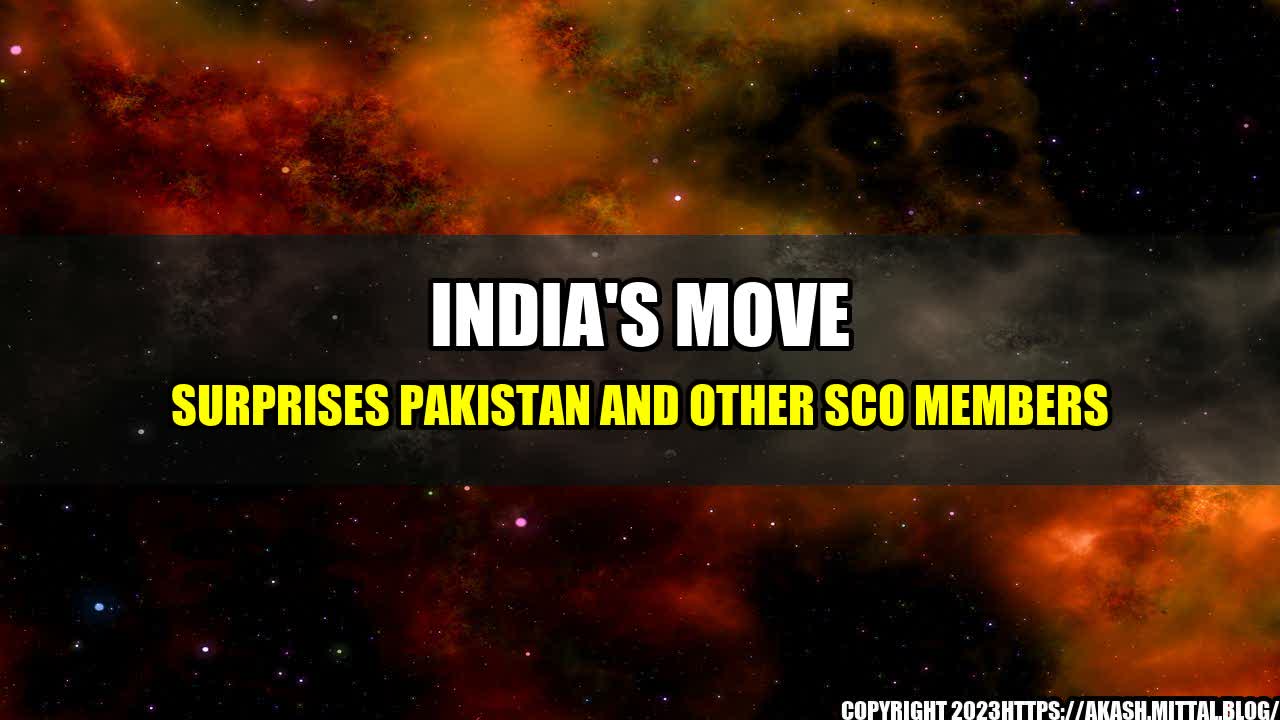 INDIA'S MOVE
SURPRISES PAKISTAN AND OTHER SCO MEMBERS
COPYRIGHT 2023HTTPS://AKASH.MITTAL.BLOG/